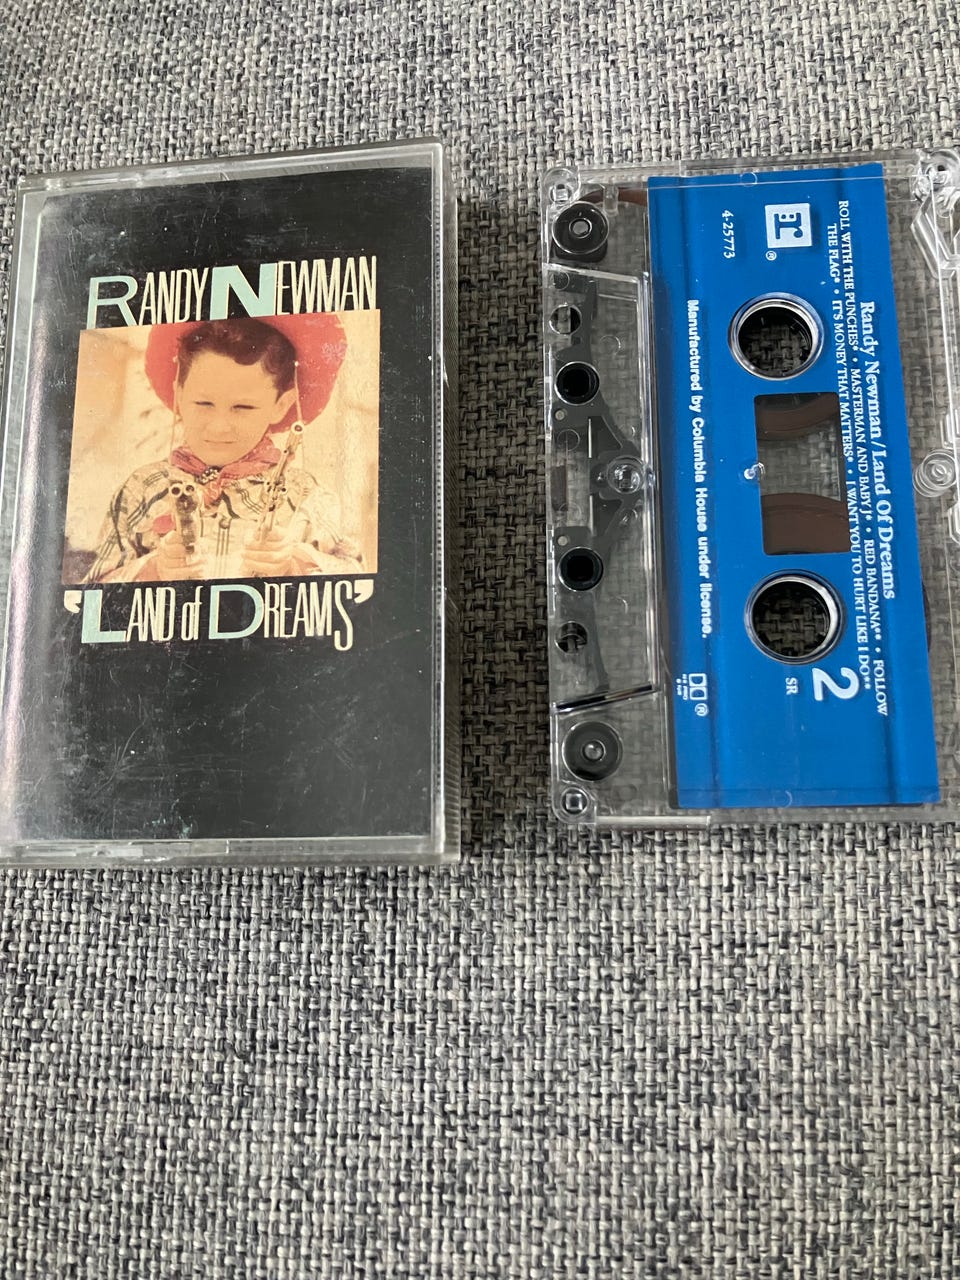 RANDY NEWMAN
'LAND of DREAMS'
Randy Newman/Land Of Dreams
ROLL WITH THE PUNCHES* • MASTERMAN AND BABY J* • RED BANDANA** • FOLLOW
THE FLAG* • IT'S MONEY THAT MATTERS* • I WANT YOU TO HURT LIKE I DO**
r®
4-25773
2
SR
Manufactured by Columbia House under license.
®